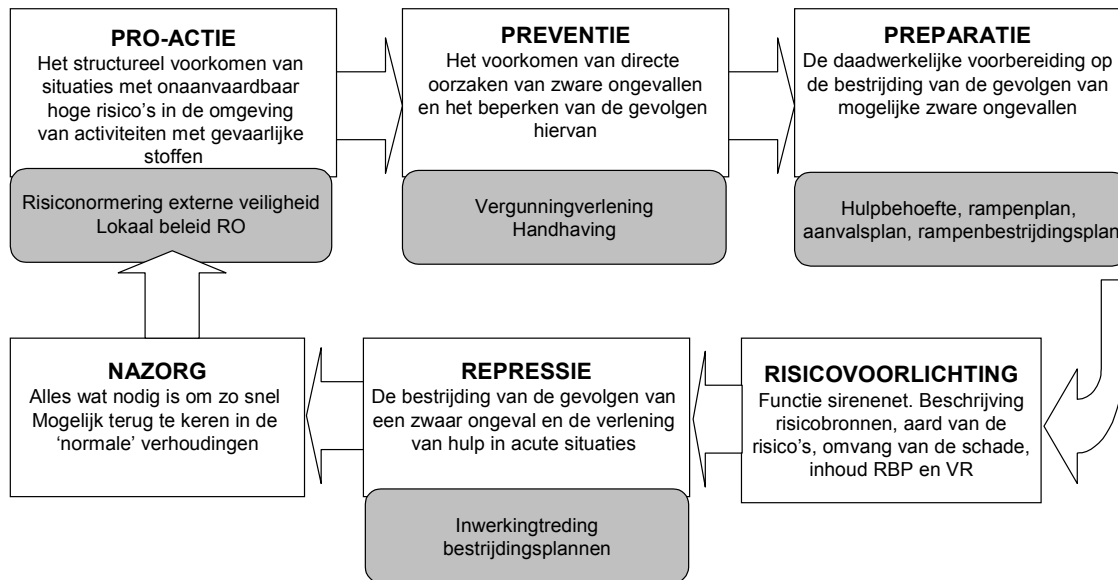 PRO-ACTIE
Het structureel voorkomen van
situaties met onaanvaardbaar
hoge risico's in de omgeving
van activiteiten met gevaarlijke
stoffen
Risiconormering externe veiligheid
Lokaal beleid RO
PREVENTIE
Het voorkomen van directe
oorzaken van zware ongevallen
en het beperken van de gevolgen
hiervan
Vergunningverlening
Handhaving
PREPARATIE
De daadwerkelijke voorbereiding op
de bestrijding van de gevolgen van
mogelijke zware ongevallen
Hulpbehoefte, rampenplan,
aanvalsplan, rampenbestrijdingsplan
RISICOVOORLICHTING
Functie sirenenet. Beschrijving
risicobronnen, aard van de
risico's, omvang van de schade,
inhoud RBP en VR
REPRESSIE
De bestrijding van de gevolgen van
een zwaar ongeval en de verlening
van hulp in acute situaties
Inwerkingtreding
bestrijdingsplannen
NAZORG
Alles wat nodig is om zo snel
Mogelijk terug te keren in de
'normale' verhoudingen